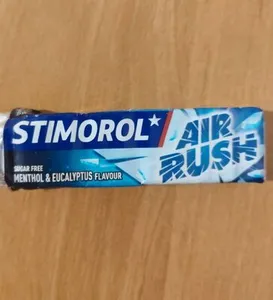 STIMOROL
AIR
RUSH
SUGAR FREE
MENTHOL & EUCALYPTUS FLAVOUR